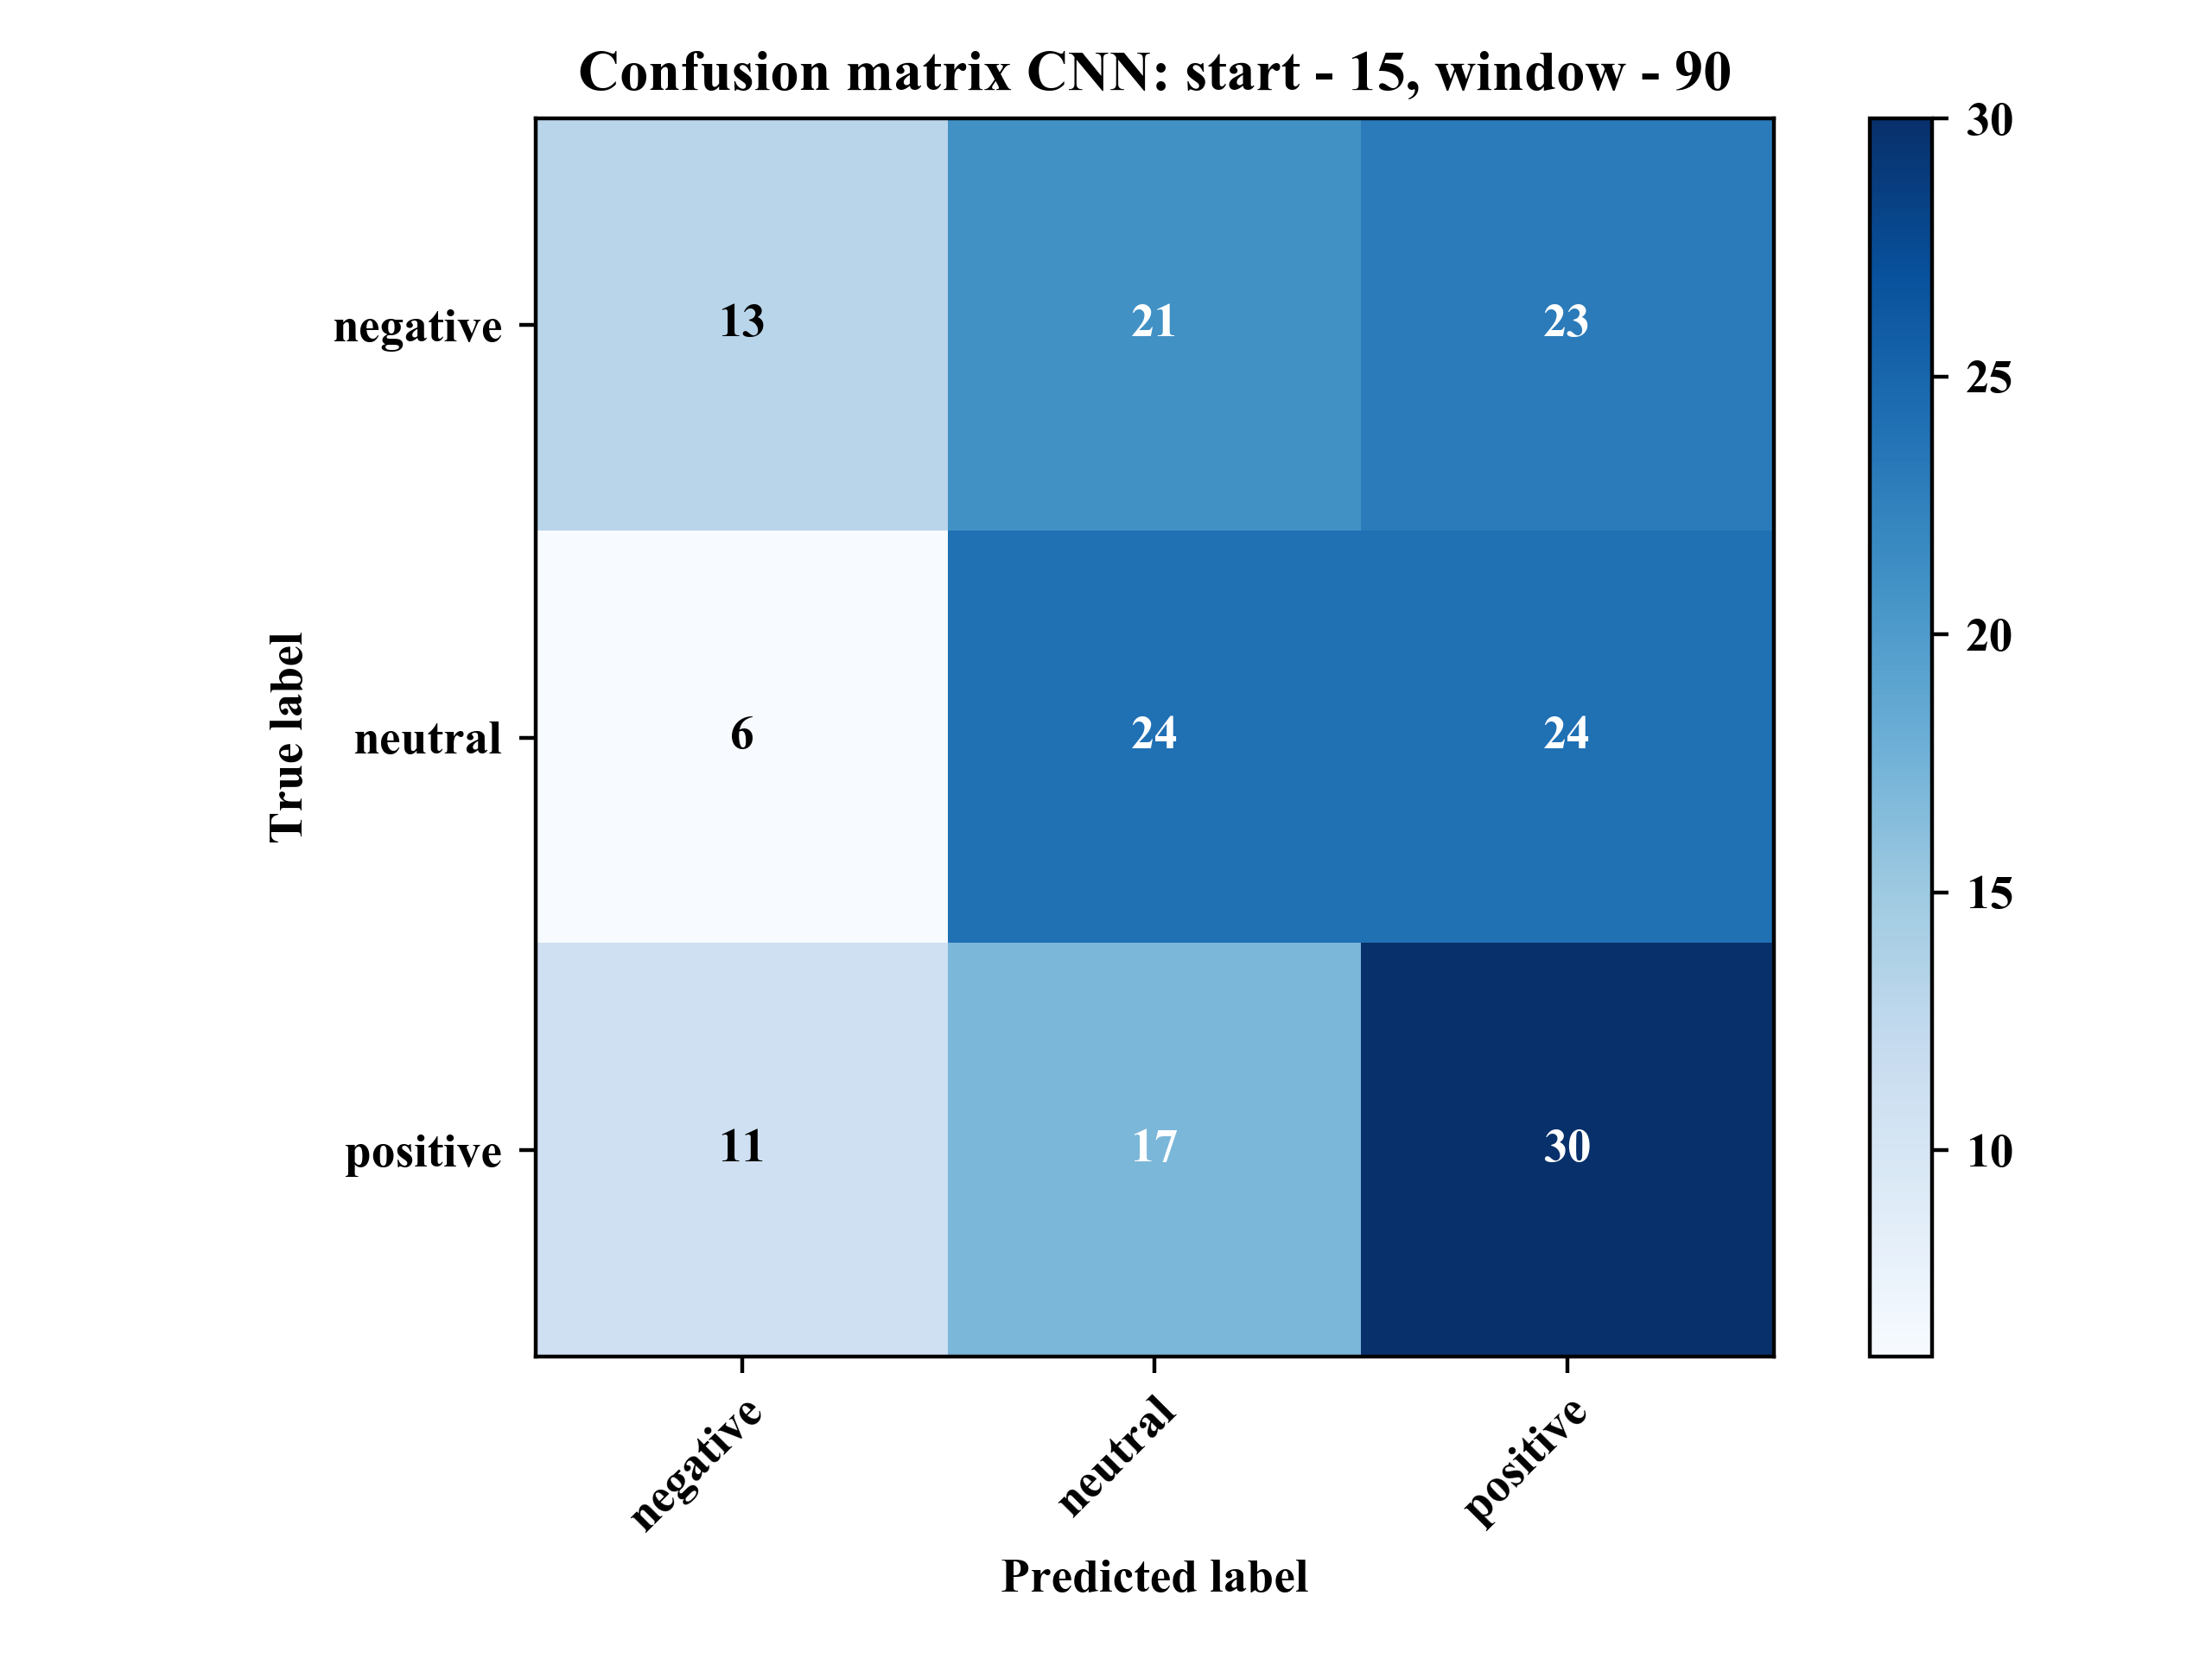 Confusion matrix CNN: start - 15, window - 90
True label
negative
neutral
positive
13 21 23
6 24 24
11 17 30
negative neutral positive
Predicted label
30
25
20
15
10